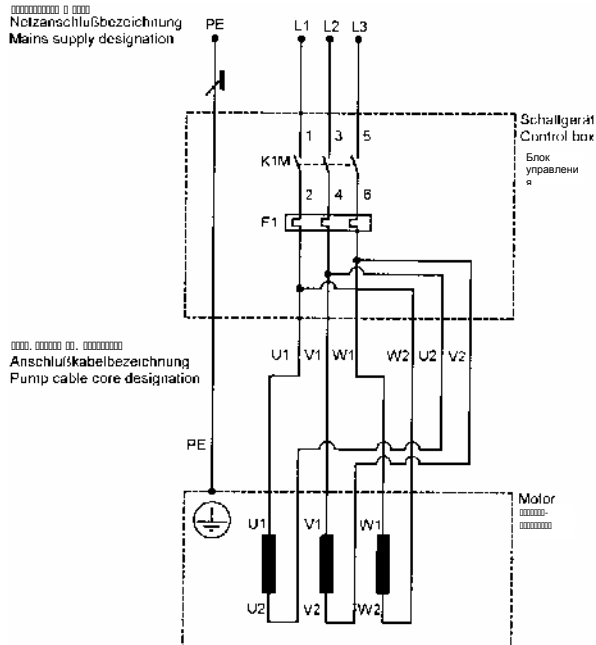 Netzanschlußbezeichnung
Mains supply designation
PE
L1 L2 L3
Schaltgerät
Control box
Блок
управлени
я
1 3 5
K1M
2 4 6
F1
Anschlußkabelbezeichnung
Pump cable core designation
U1 V1 W1 W2 U2 V2
PE
Motor
U1 V1 W1
U2 V2 W2